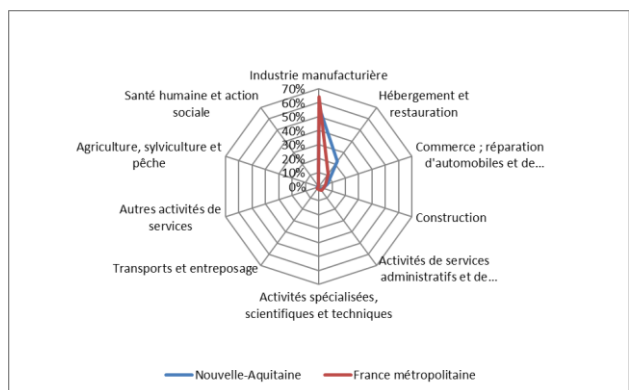 Industrie manufacturière
70%
60%
50%
40%
30%
20%
10%
0%
Hébergement et
restauration
Commerce ; réparation
d'automobiles et de...
Construction
Activités de services
administratifs et de...
Activités spécialisées,
scientifiques et techniques
Transports et entreposage
Autres activités de
services
Agriculture, sylviculture et
pêche
Santé humaine et action
sociale
Nouvelle-Aquitaine
France métropolitaine